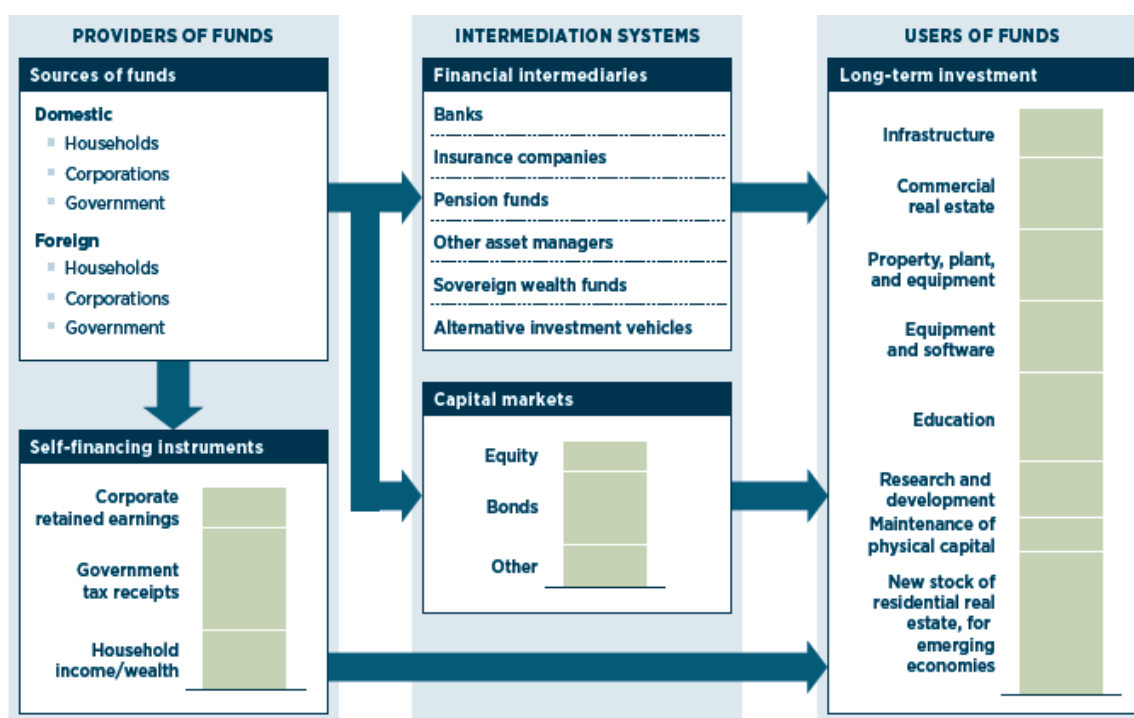 PROVIDERS OF FUNDS
Sources of funds
Domestic
Households
Corporations
Government
Foreign
Households
Corporations
Government
Self-financing instruments
Corporate
retained earnings
Government
tax receipts
Household
income/wealth
INTERMEDIATION SYSTEMS
Financial intermediaries
Banks
Insurance companies
Pension funds
Other asset managers
Sovereign wealth funds
Alternative investment vehicles
Capital markets
Equity
Bonds
Other
USERS OF FUNDS
Long-term investment
Infrastructure
Commercial
real estate
Property, plant,
and equipment
Equipment
and software
Education
Research and
development
Maintenance of
physical capital
New stock of
residential real
estate, for
emerging
economies